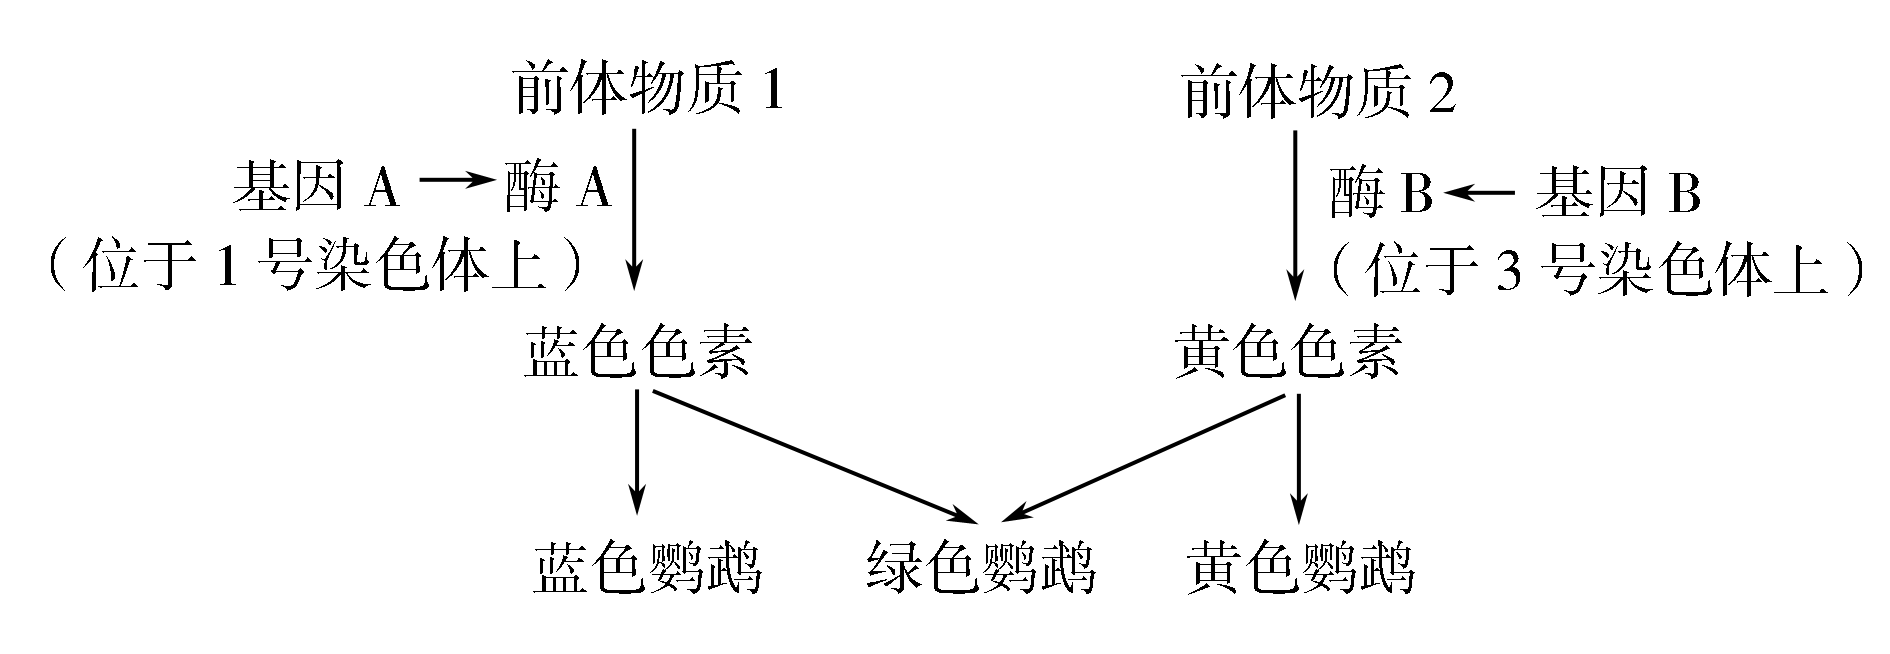 前体物质 1
前体物质 2
基因 A
酶 A
酶 B
基因 B
（位于 1 号染色体上）
（位于 3 号染色体上）
蓝色色素
黄色色素
蓝色鹦鹉
绿色鹦鹉
黄色鹦鹉